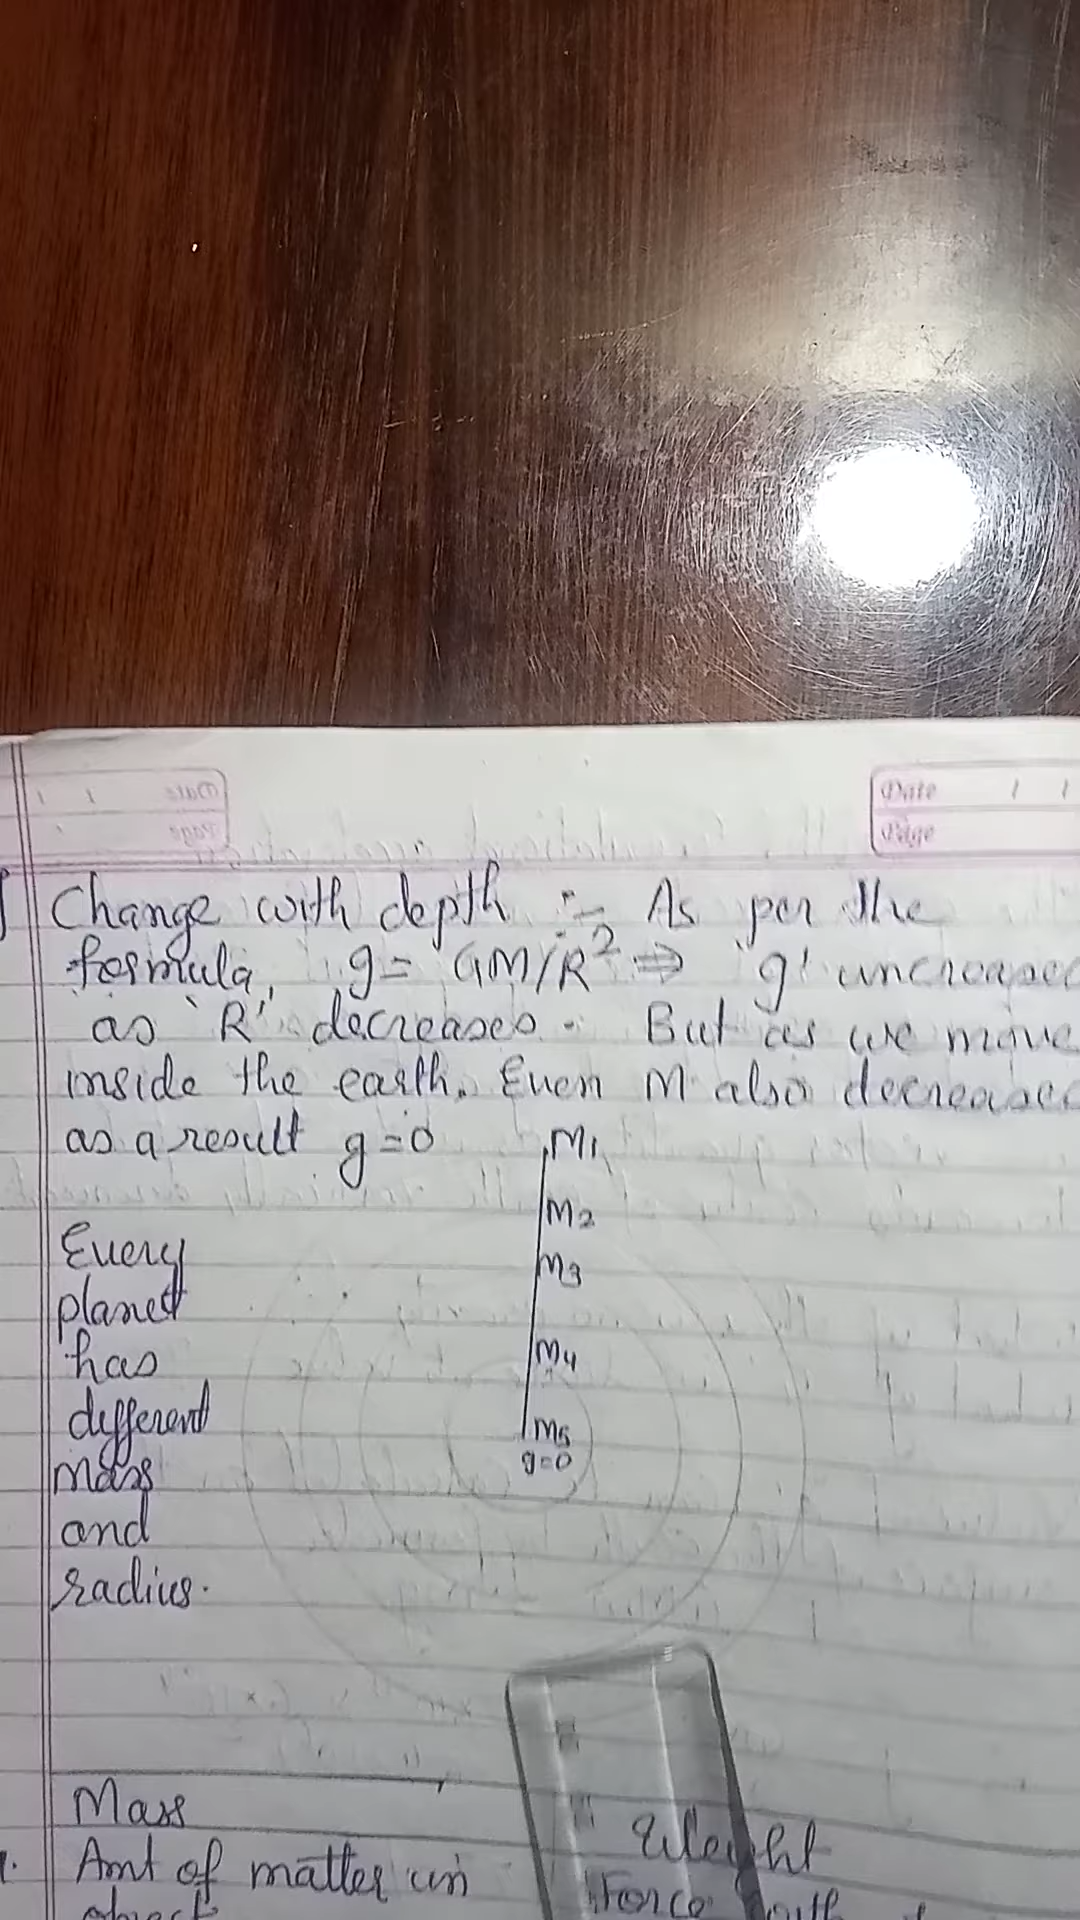 Date
Page
Change with depth :- As per the
formula, g = GM/R² ⇒ 'g' uncreases
as 'R' decreases. But as we move
inside the earth, Even M also decreases
as a result g=0
M1
M2
M3
M4
M5
g=0
Every
planet
has
different
mass
and
radius.
Mass
Weight
1. Amt of matter in
Force
object